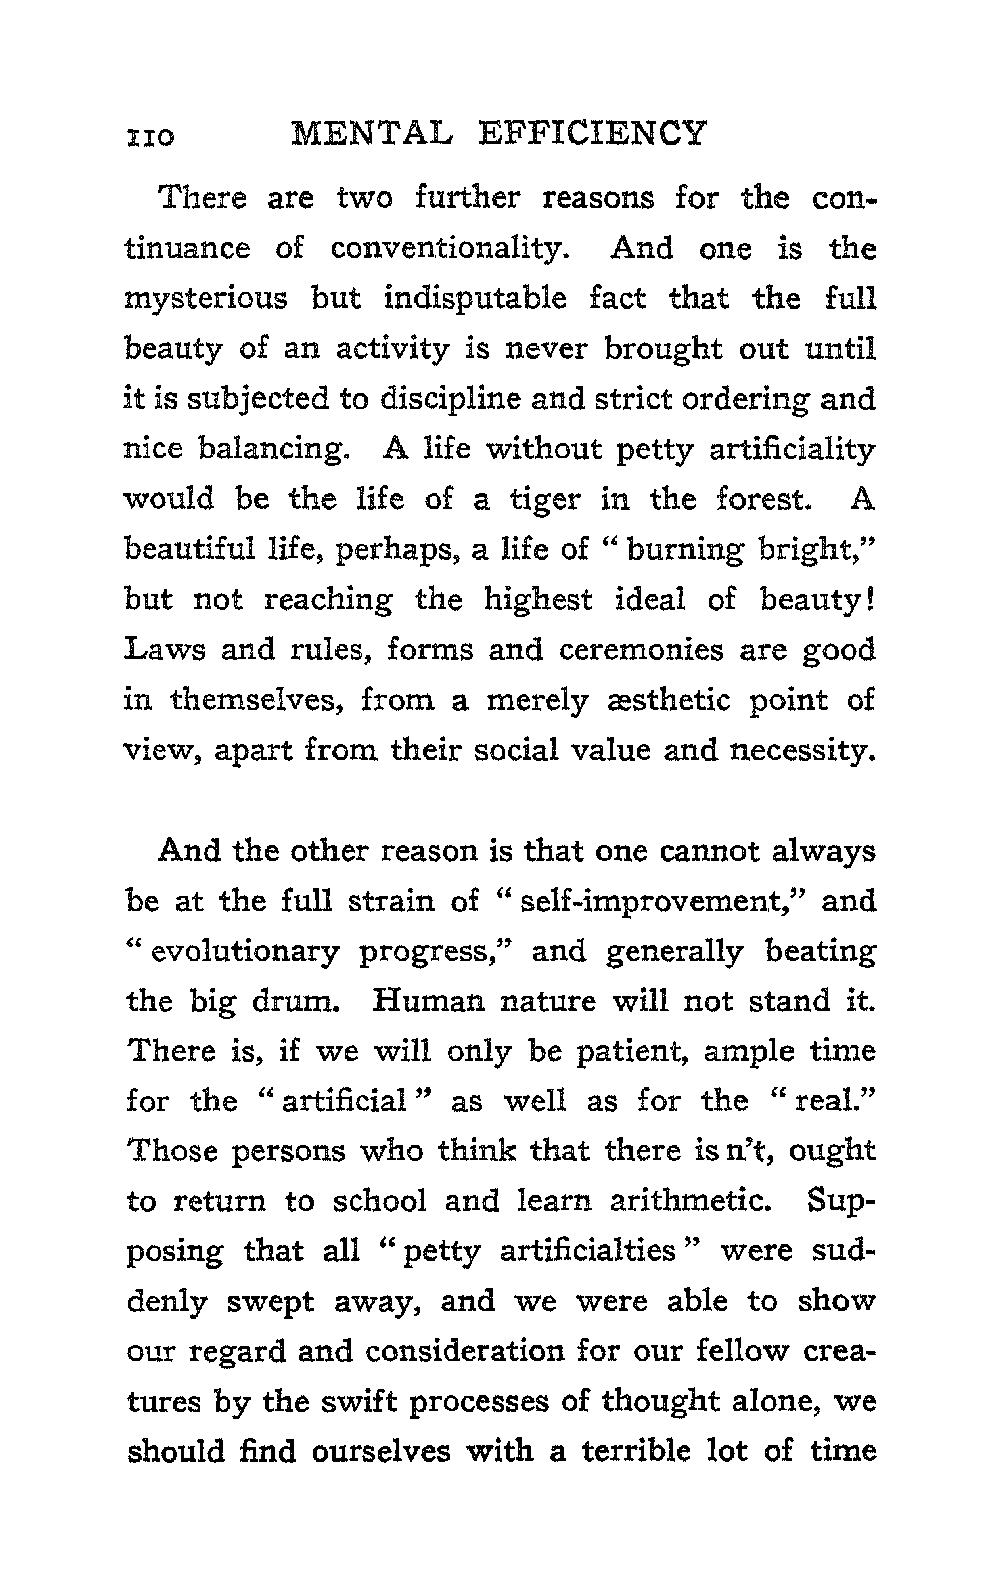 110 MENTAL EFFICIENCY
There are two further reasons for the con-
tinuance of conventionality. And one is the
mysterious but indisputable fact that the full
beauty of an activity is never brought out until
it is subjected to discipline and strict ordering and
nice balancing. A life without petty artificiality
would be the life of a tiger in the forest. A
beautiful life, perhaps, a life of “ burning bright,”
but not reaching the highest ideal of beauty!
Laws and rules, forms and ceremonies are good
in themselves, from a merely æsthetic point of
view, apart from their social value and necessity.
And the other reason is that one cannot always
be at the full strain of “ self-improvement,” and
“ evolutionary progress,” and generally beating
the big drum. Human nature will not stand it.
There is, if we will only be patient, ample time
for the “ artificial ” as well as for the “ real.”
Those persons who think that there is n’t, ought
to return to school and learn arithmetic. Sup-
posing that all “ petty artificialties ” were sud-
denly swept away, and we were able to show
our regard and consideration for our fellow crea-
tures by the swift processes of thought alone, we
should find ourselves with a terrible lot of time